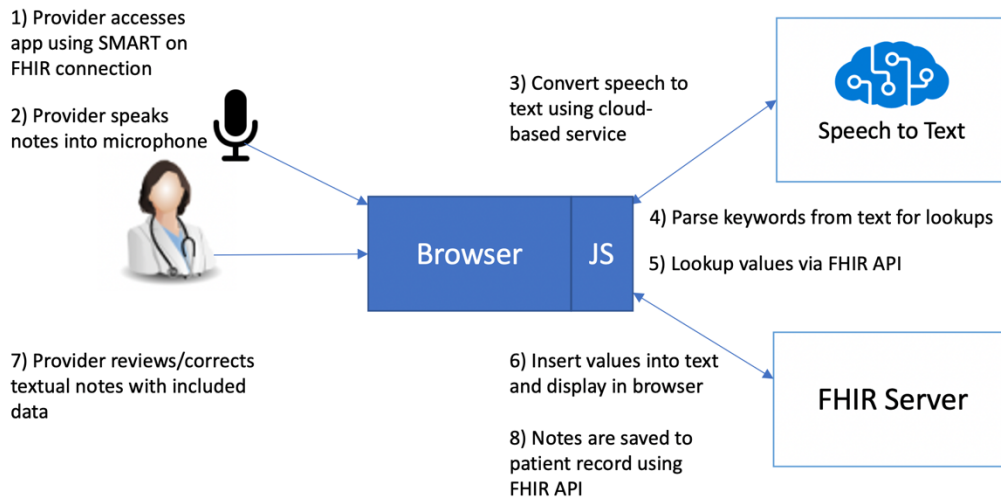 1) Provider accesses
app using SMART on
FHIR connection
2) Provider speaks
notes into microphone
3) Convert speech to
text using cloud-
based service
Speech to Text
4) Parse keywords from text for lookups
Browser
JS
5) Lookup values via FHIR API
7) Provider reviews/corrects
textual notes with included
data
6) Insert values into text
and display in browser
FHIR Server
8) Notes are saved to
patient record using
FHIR API